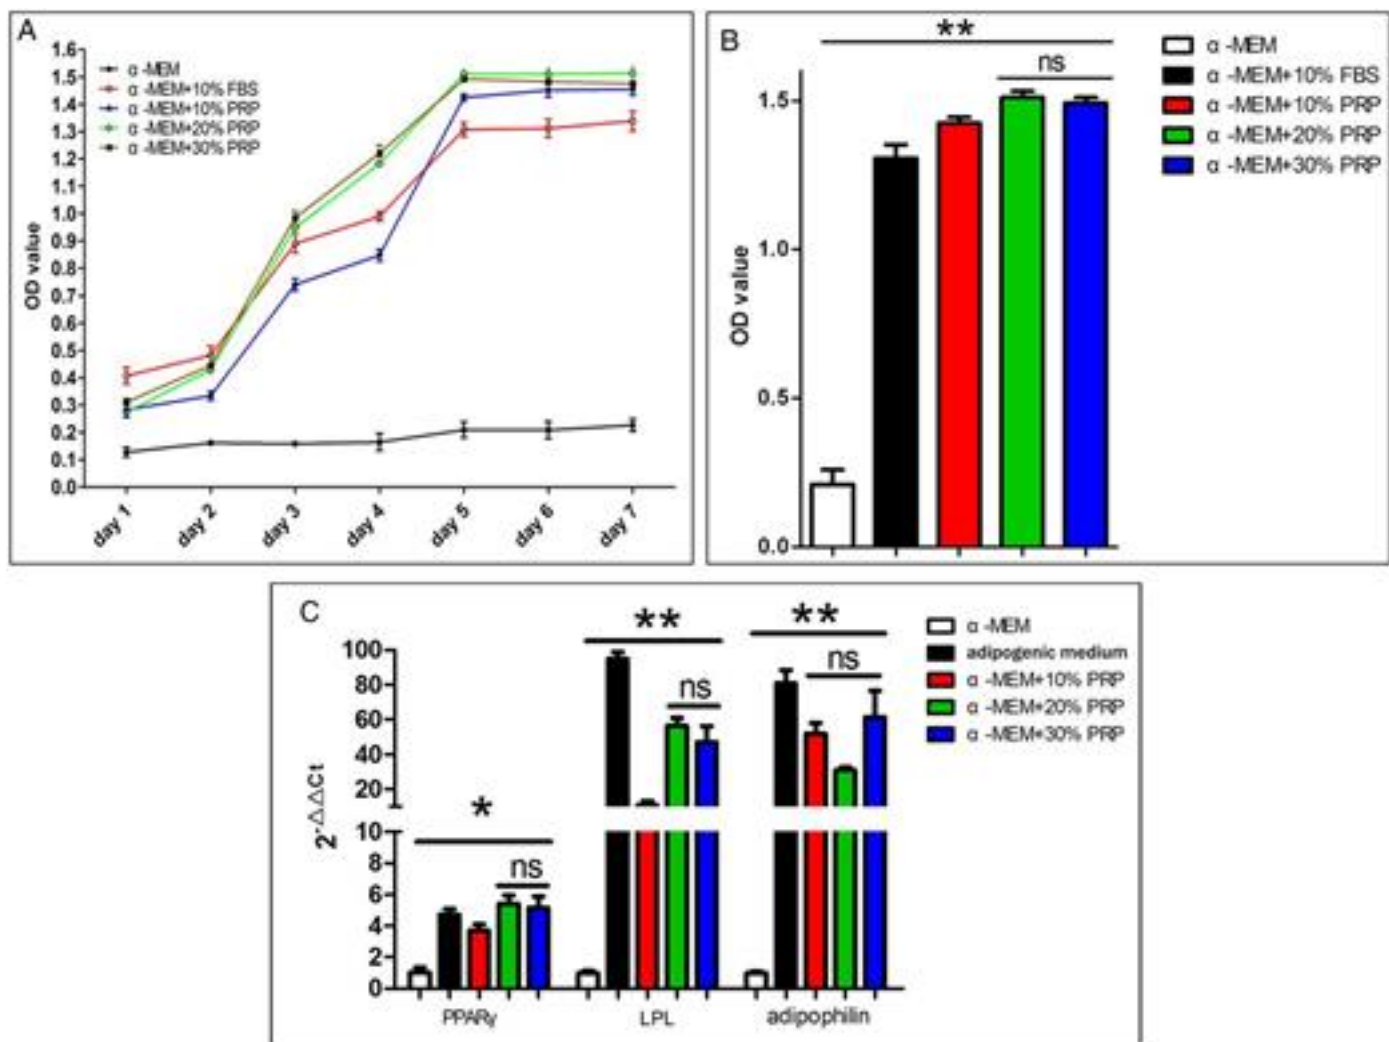 A
1.6
1.5
1.4
1.3
1.2
1.1
1.0
0.9
0.8
0.7
0.6
0.5
0.4
0.3
0.2
0.1
0.0
OD value
α -MEM
α -MEM+10% FBS
α -MEM+10% PRP
α -MEM+20% PRP
α -MEM+30% PRP
day 1
day 2
day 3
day 4
day 5
day 6
day 7
B
**
ns
1.5
1.0
0.5
0.0
OD value
α -MEM
α -MEM+10% FBS
α -MEM+10% PRP
α -MEM+20% PRP
α -MEM+30% PRP
C
100
80
60
40
20
10
8
6
4
2
0
2-△△Ct
*
ns
**
ns
**
ns
PPARγ
LPL
adipophilin
α -MEM
adipogenic medium
α -MEM+10% PRP
α -MEM+20% PRP
α -MEM+30% PRP